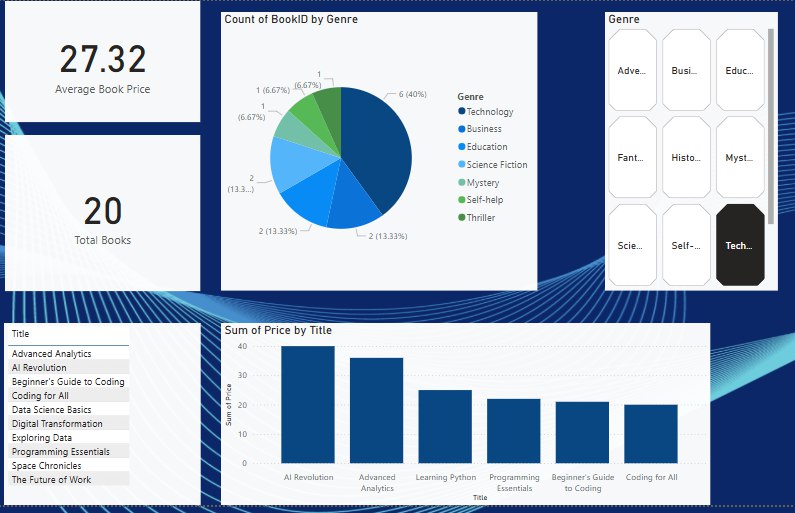 27.32
Average Book Price
20
Total Books
Count of BookID by Genre
6 (40%)
2 (13.33%)
2 (13.33%)
2
(13.3...)
1
(6.67%)
1 (6.67%)
1
(6.67%)
Genre
Technology
Business
Education
Science Fiction
Mystery
Self-help
Thriller
Genre
Adve...
Busi...
Educ...
Fant...
Histo...
Myst...
Scie...
Self-...
Tech...
Title
Advanced Analytics
AI Revolution
Beginner's Guide to Coding
Coding for All
Data Science Basics
Digital Transformation
Exploring Data
Programming Essentials
Space Chronicles
The Future of Work
Sum of Price by Title
Sum of Price
40
30
20
10
0
AI Revolution
Advanced
Analytics
Learning Python
Programming
Essentials
Beginner's Guide
to Coding
Coding for All
Title